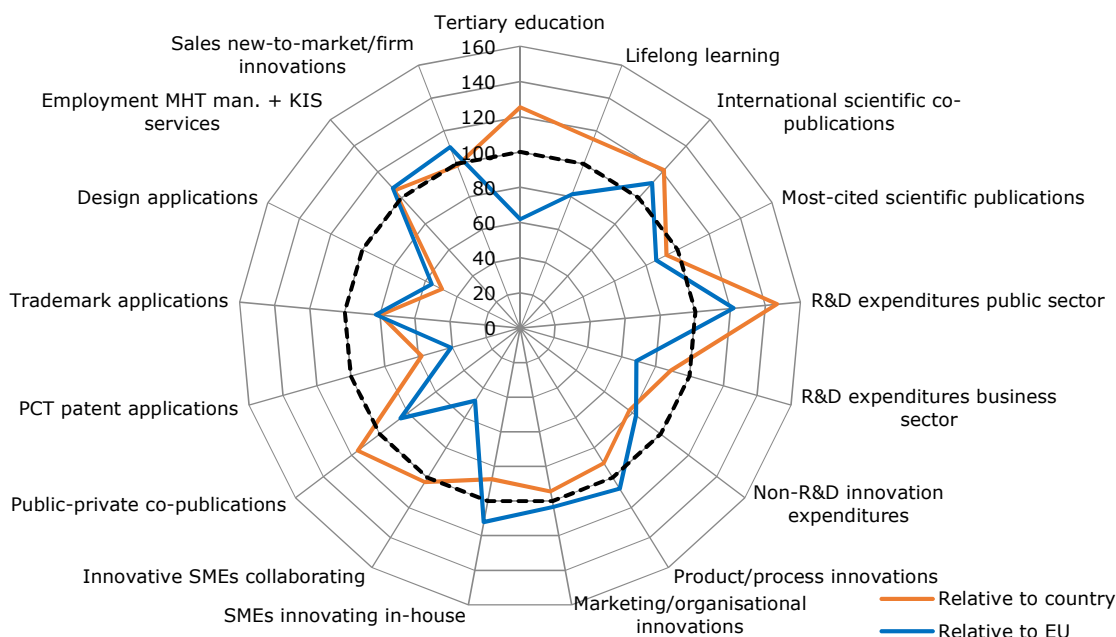 Tertiary education
Sales new-to-market/firm
innovations
Lifelong learning
Employment MHT man. + KIS
services
International scientific co-
publications
Design applications
Most-cited scientific publications
Trademark applications
R&D expenditures public sector
PCT patent applications
R&D expenditures business
sector
Public-private co-publications
Non-R&D innovation
expenditures
Innovative SMEs collaborating
Product/process innovations
SMEs innovating in-house
Marketing/organisational
innovations
160
140
120
100
80
60
40
20
0
Relative to country
Relative to EU